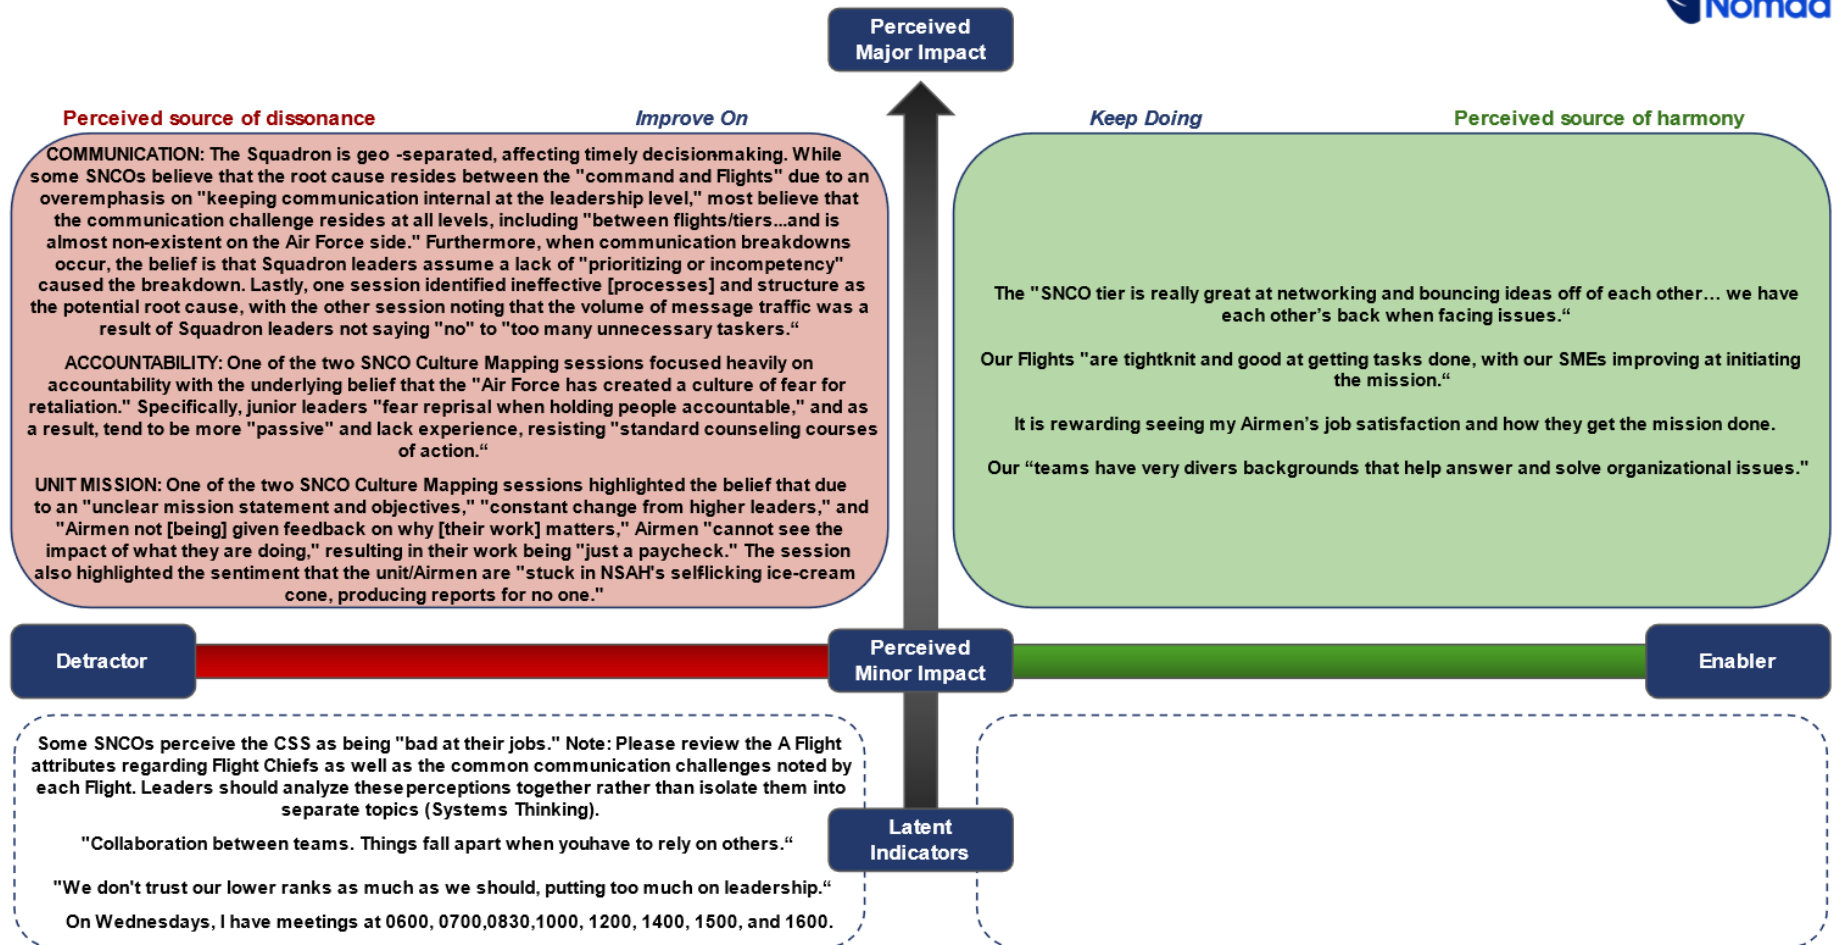 Nomad
Perceived
Major Impact
Perceived source of dissonance
Improve On
Keep Doing
Perceived source of harmony
COMMUNICATION: The Squadron is geo -separated, affecting timely decision-making. While
some SNCOs believe that the root cause resides between the "command and Flights" due to an
overemphasis on "keeping communication internal at the leadership level," most believe that
the communication challenge resides at all levels, including "between flights/tiers...and is
almost non-existent on the Air Force side." Furthermore, when communication breakdowns
occur, the belief is that Squadron leaders assume a lack of "prioritizing or incompetency"
caused the breakdown. Lastly, one session identified ineffective [processes] and structure as
the potential root cause, with the other session noting that the volume of message traffic was a
result of Squadron leaders not saying "no" to "too many unnecessary taskers.“
ACCOUNTABILITY: One of the two SNCO Culture Mapping sessions focused heavily on
accountability with the underlying belief that the "Air Force has created a culture of fear for
retaliation." Specifically, junior leaders "fear reprisal when holding people accountable," and as
a result, tend to be more "passive" and lack experience, resisting "standard counseling courses
of action.“
UNIT MISSION: One of the two SNCO Culture Mapping sessions highlighted the belief that due
to an "unclear mission statement and objectives," "constant change from higher leaders," and
"Airmen not [being] given feedback on why [their work] matters," Airmen "cannot see the
impact of what they are doing," resulting in their work being "just a paycheck." The session
also highlighted the sentiment that the unit/Airmen are "stuck in NSAH's self-licking ice-cream
cone, producing reports for no one."
The "SNCO tier is really great at networking and bouncing ideas off of each other… we have
each other’s back when facing issues.“
Our Flights "are tightknit and good at getting tasks done, with our SMEs improving at initiating
the mission.“
It is rewarding seeing my Airmen’s job satisfaction and how they get the mission done.
Our “teams have very divers backgrounds that help answer and solve organizational issues."
Detractor
Perceived
Minor Impact
Enabler
Some SNCOs perceive the CSS as being "bad at their jobs." Note: Please review the A Flight
attributes regarding Flight Chiefs as well as the common communication challenges noted by
each Flight. Leaders should analyze these perceptions together rather than isolate them into
separate topics (Systems Thinking).
"Collaboration between teams. Things fall apart when youhave to rely on others.“
"We don't trust our lower ranks as much as we should, putting too much on leadership.“
On Wednesdays, I have meetings at 0600, 0700,0830,1000, 1200, 1400, 1500, and 1600.
Latent
Indicators